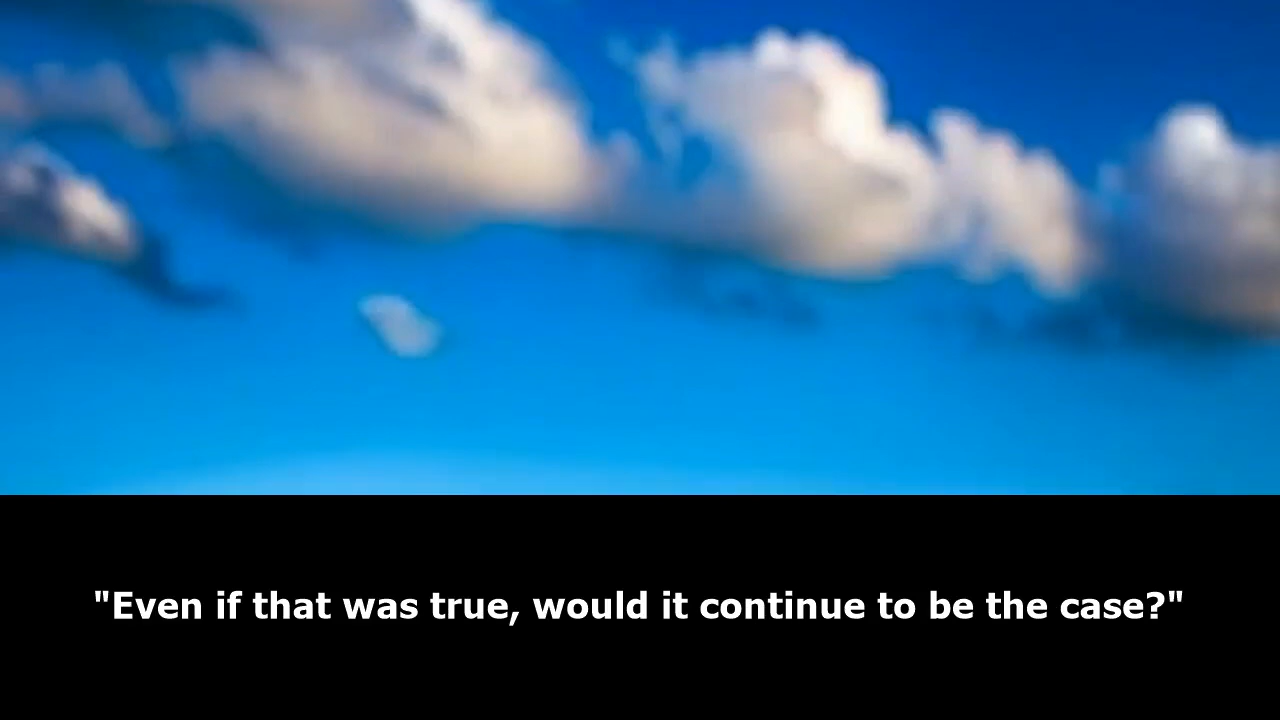 "Even if that was true, would it continue to be the case?"